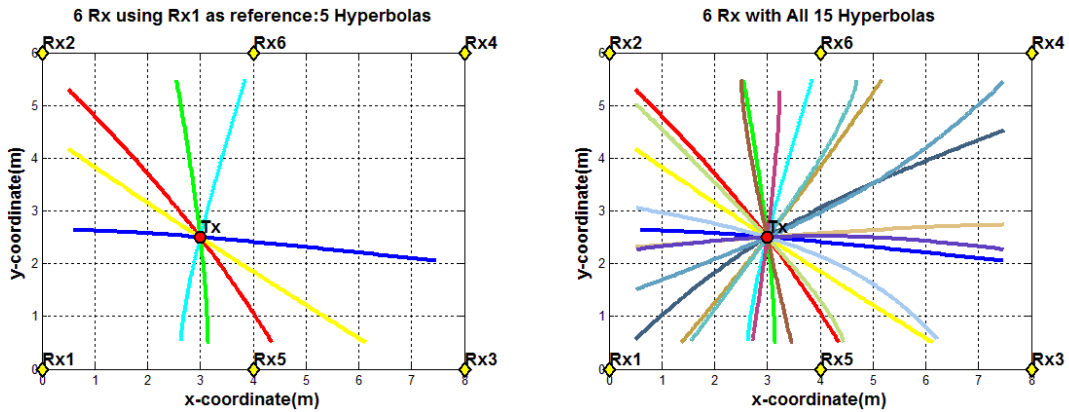 6 Rx using Rx1 as reference:5 Hyperbolas
6
Rx2
Rx6
Rx4
5
4
3
2
1
0
y-coordinate(m)
Tx
Rx1
Rx5
Rx3
0 1 2 3 4 5 6 7 8
x-coordinate(m)
6 Rx with All 15 Hyperbolas
6
Rx2
Rx6
Rx4
5
4
3
2
1
0
y-coordinate(m)
Tx
Rx1
Rx5
Rx3
0 1 2 3 4 5 6 7 8
x-coordinate(m)